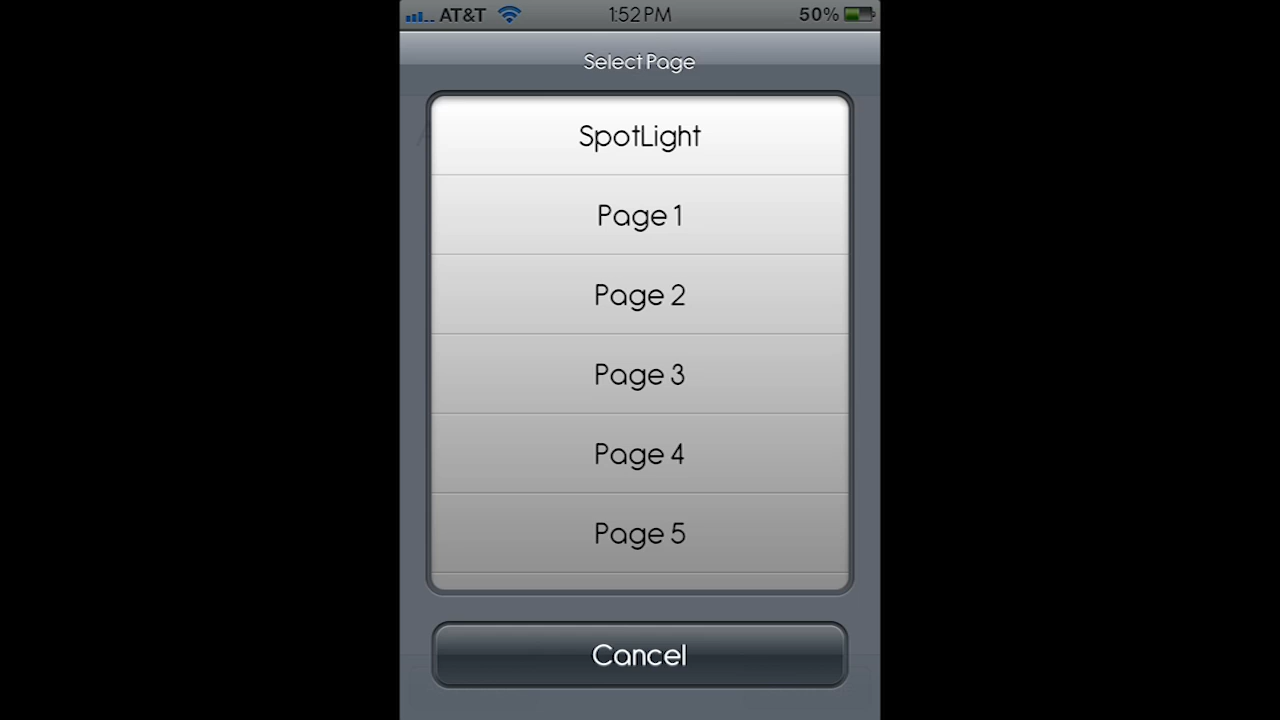 AT&T 1:52 PM 50%
Select Page
SpotLight
Page 1
Page 2
Page 3
Page 4
Page 5
Cancel